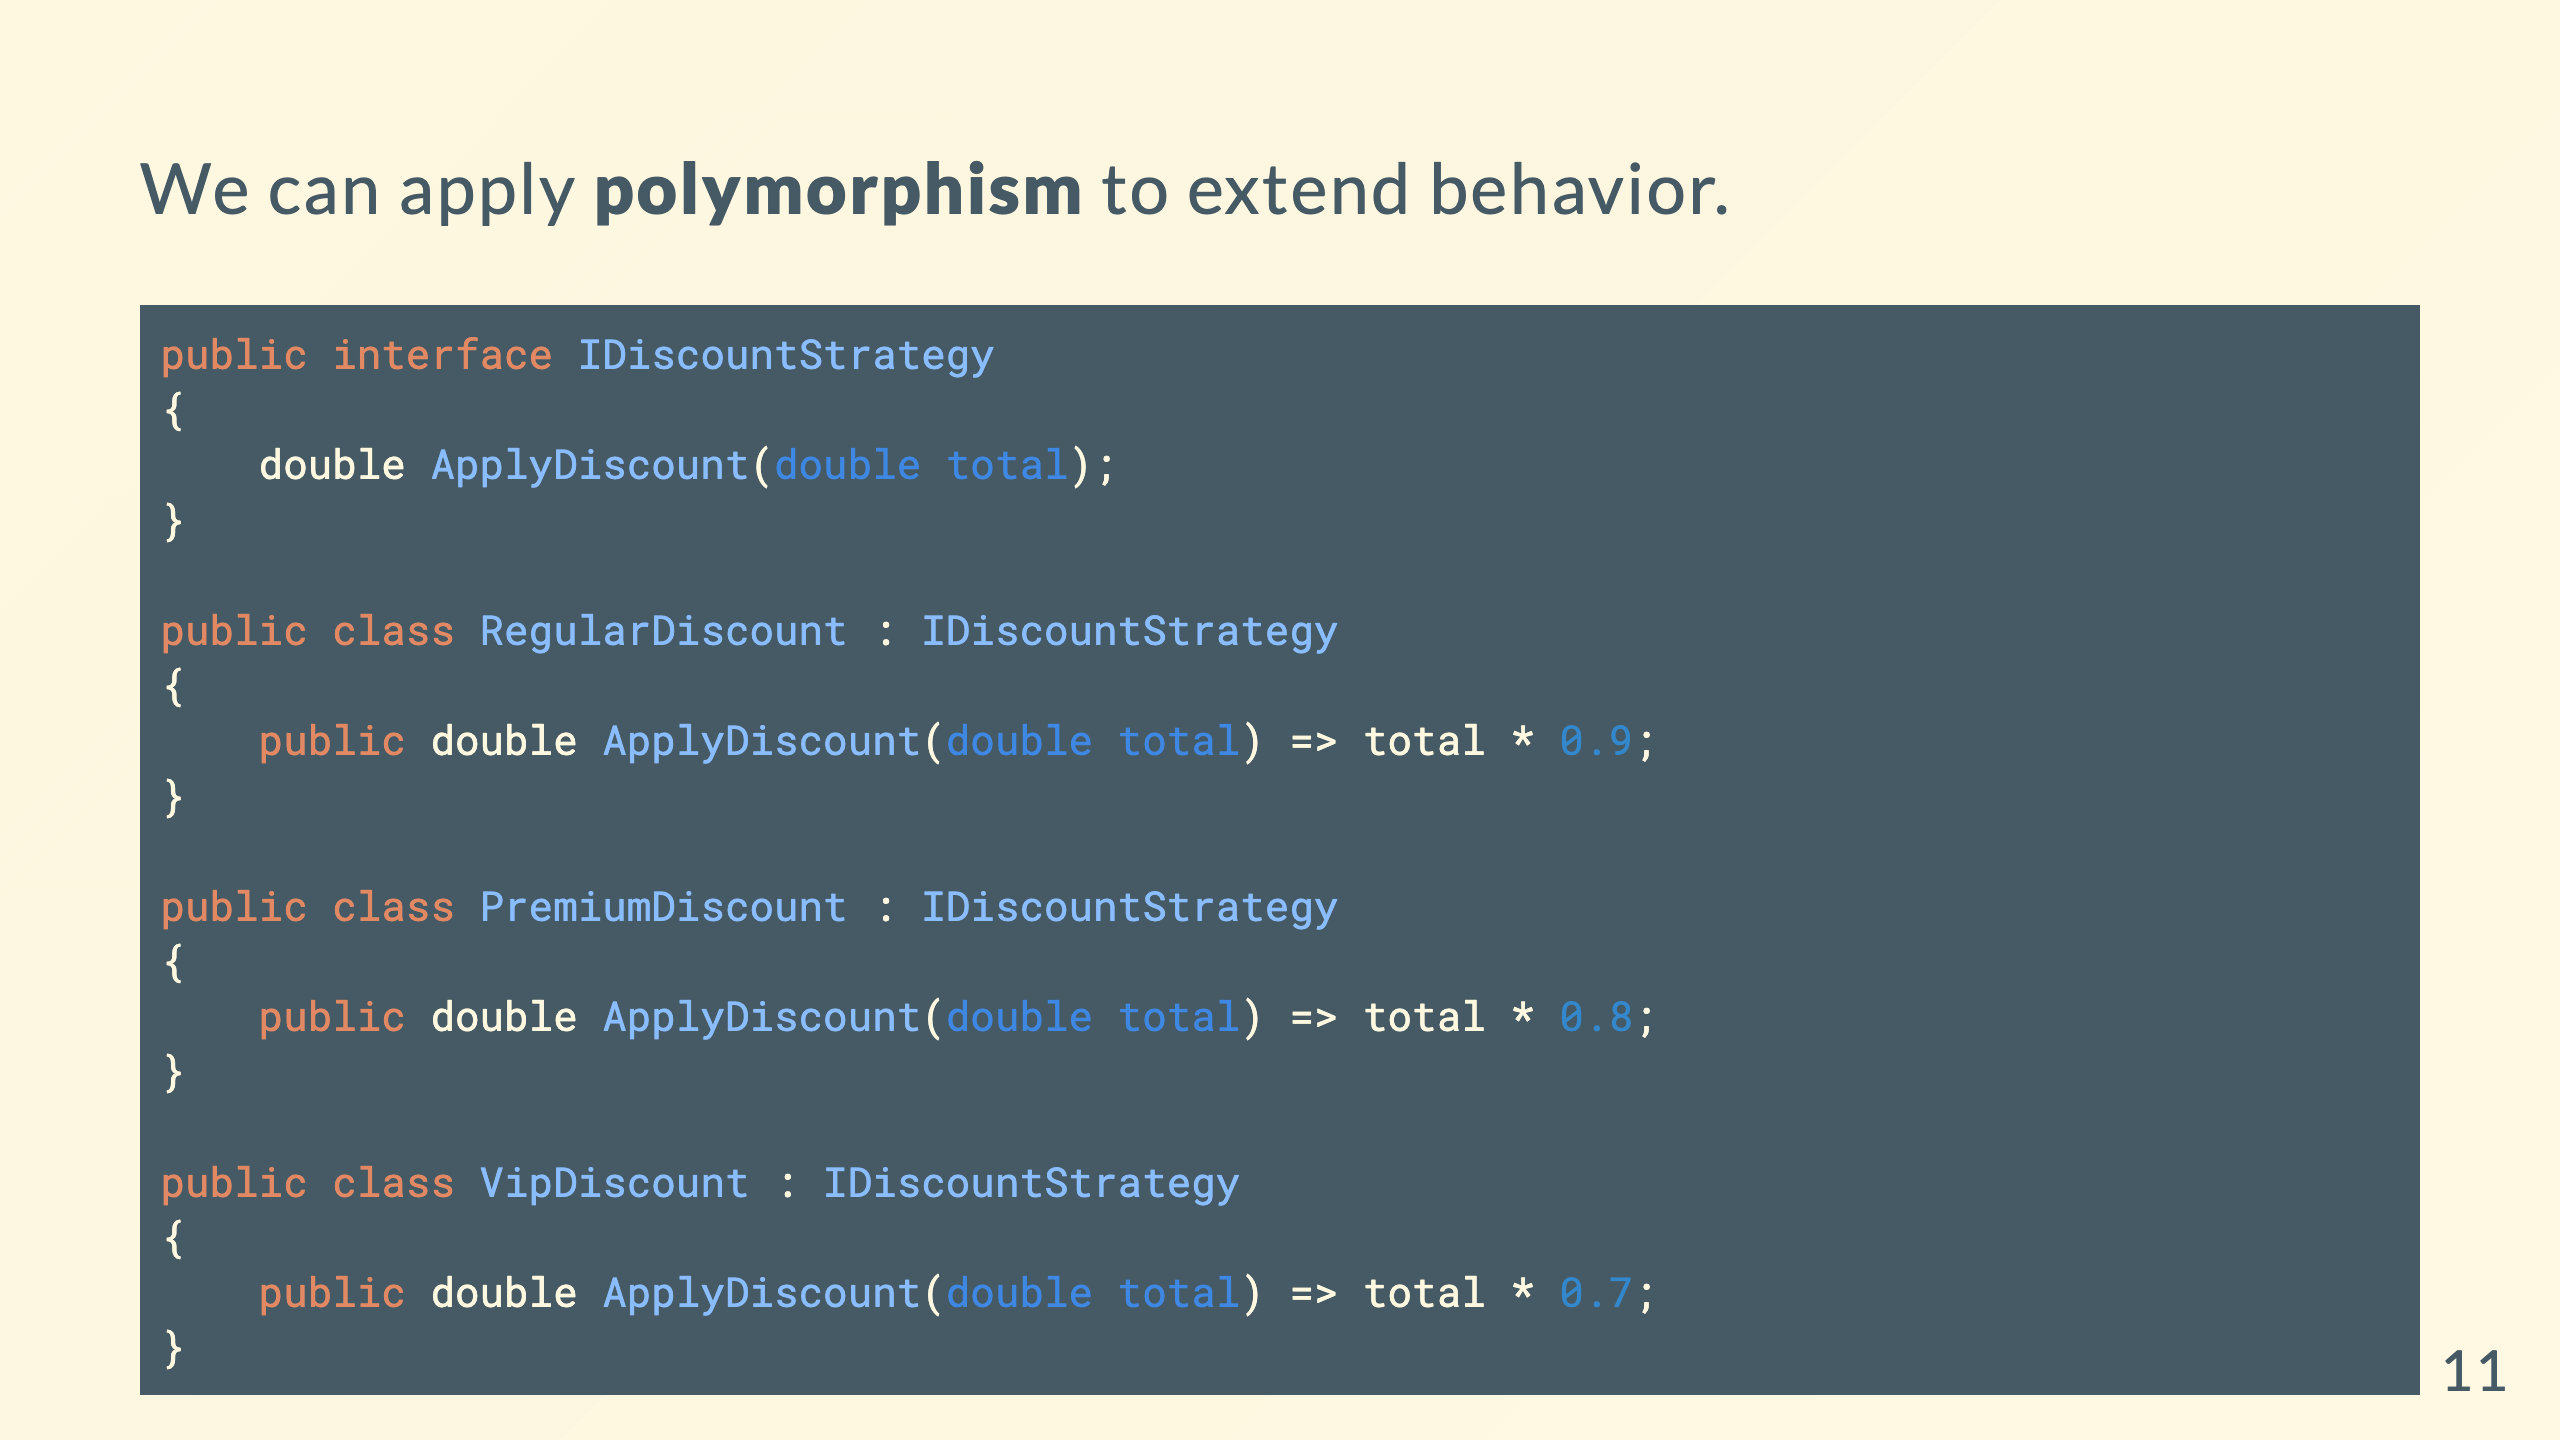 We can apply polymorphism to extend behavior.
public interface IDiscountStrategy
{
    double ApplyDiscount(double total);
}

public class RegularDiscount : IDiscountStrategy
{
    public double ApplyDiscount(double total) => total * 0.9;
}

public class PremiumDiscount : IDiscountStrategy
{
    public double ApplyDiscount(double total) => total * 0.8;
}

public class VipDiscount : IDiscountStrategy
{
    public double ApplyDiscount(double total) => total * 0.7;
}
11